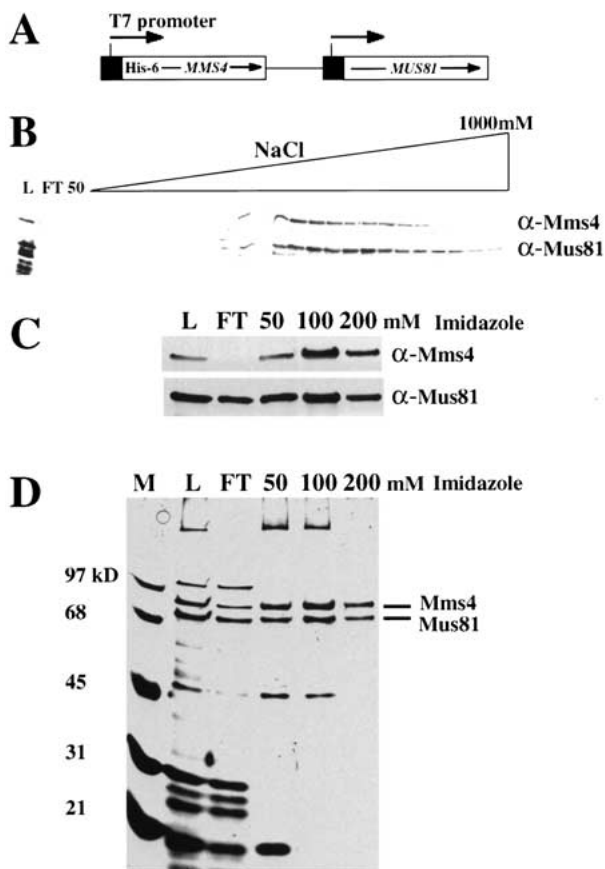 A
T7 promoter
His-6 MMS4
MUS81
B
1000mM
NaCl
L FT 50
α-Mms4
α-Mus81
C
L FT 50 100 200 mM Imidazole
α-Mms4
α-Mus81
D
M L FT 50 100 200 mM Imidazole
97 kD
68
45
31
21
Mms4
Mus81